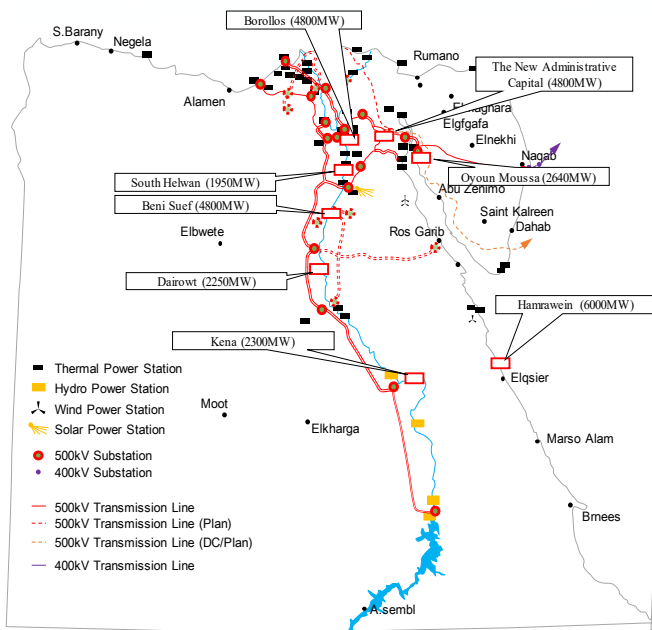 Borollos (4800MW)
S.Barany
Negela
Rumano
The New Administrative
Capital (4800MW)
Alamen
Elgfgafa
Elnekhi
Naqab
South Helwan (1950MW)
Oyoun Moussa (2640MW)
Abu Zenimo
Beni Suef (4800MW)
Saint Kalreen
Dahab
Elbwete
Ros Garib
Dairowt (2250MW)
Hamrawein (6000MW)
Kena (2300MW)
Thermal Power Station
Hydro Power Station
Wind Power Station
Solar Power Station
Elqsier
Moot
Elkharga
500kV Substation
400kV Substation
Marso Alam
500kV Transmission Line
500kV Transmission Line (Plan)
500kV Transmission Line (DC/Plan)
400kV Transmission Line
Brnees
A.sembl